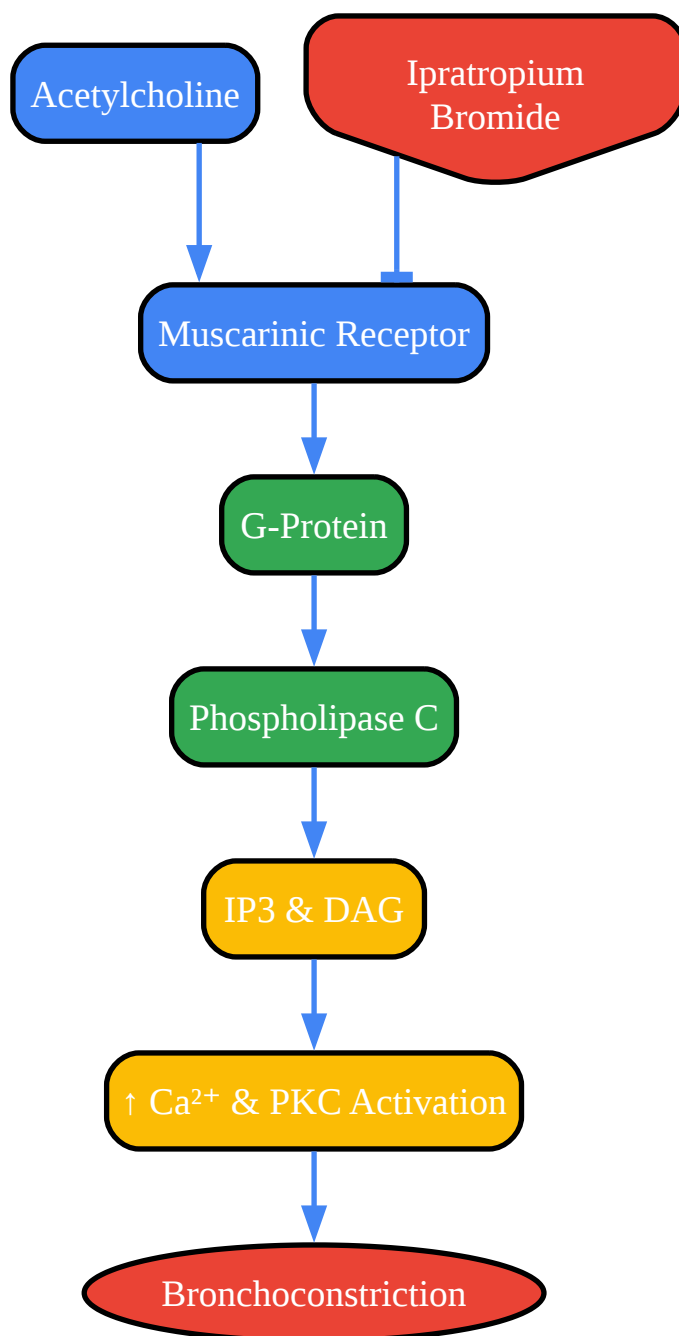 Acetylcholine
Ipratropium
Bromide
Muscarinic Receptor
G-Protein
Phospholipase C
IP3 & DAG
↑ Ca²⁺ & PKC Activation
Bronchoconstriction